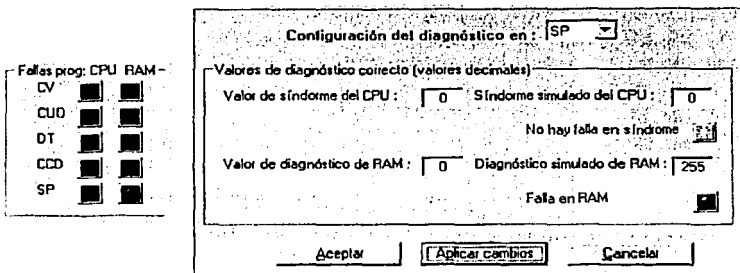 Fallas prog: CPU RAM
CV
CUD
DT
CCD
SP
Configuración del diagnóstico en : SP
Valores de diagnóstico correcto (valores decimales)
Valor de síndorme del CPU : 0 Síndorme simulado del CPU : 0
No hay falla en síndrome
Valor de diagnóstico de RAM : 0 Diagnóstico simulado de RAM : 255
Falla en RAM
Aceptar Aplicar cambios Cancelar